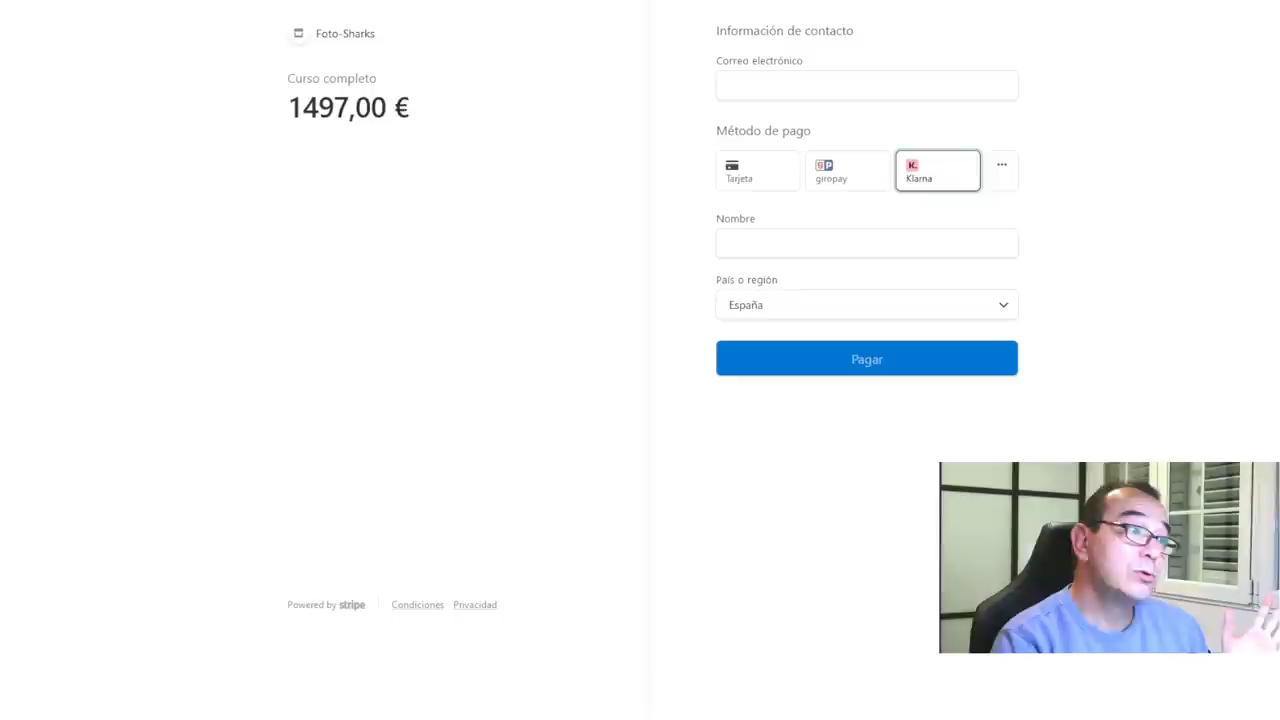 Foto-Sharks
Curso completo
1497,00 €
Powered by stripe
Condiciones
Privacidad
Información de contacto
Correo electrónico
Método de pago
Tarjeta
giropay
K.
Klarna
...
Nombre
País o región
España
Pagar